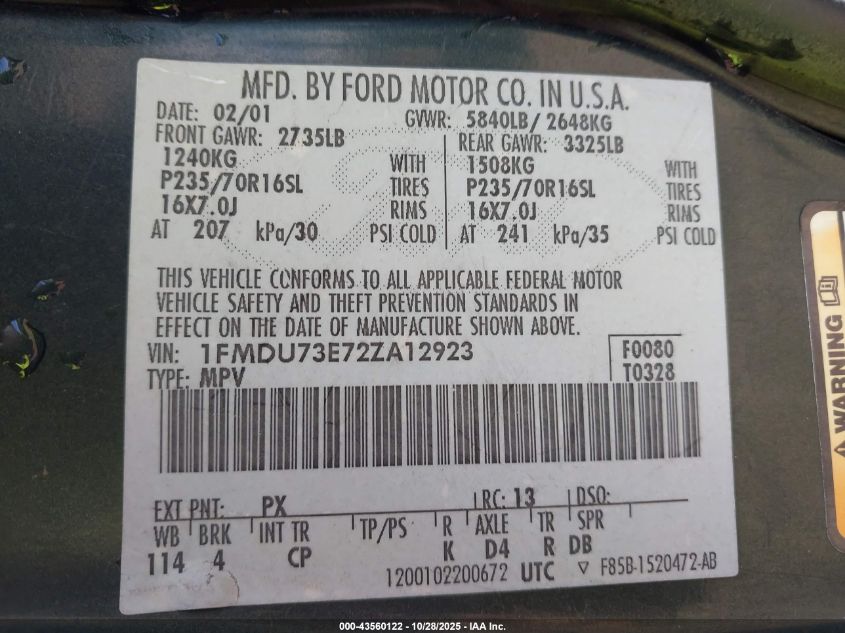 MFD. BY FORD MOTOR CO. IN U.S.A.
DATE: 02/01 GVWR: 5840LB/ 2648KG
FRONT GAWR: 2735LB REAR GAWR: 3325LB
1240KG WITH 1508KG WITH
P235/70R16SL TIRES P235/70R16SL TIRES
16X7.0J RIMS 16X7.0J RIMS
AT 207 kPa/30 PSI COLD AT 241 kPa/35 PSI COLD
THIS VEHICLE CONFORMS TO ALL APPLICABLE FEDERAL MOTOR
VEHICLE SAFETY AND THEFT PREVENTION STANDARDS IN
EFFECT ON THE DATE OF MANUFACTURE SHOWN ABOVE.
VIN: 1FMDU73E72ZA12923 F0080
TYPE: MPV T0328
EXT PNT: PX RC: 13 DSO:
WB BRK INT TR TP/PS R AXLE TR SPR
114 4 CP K D4 R DB
1200102200672 UTC ▽ F85B-1520472-AB
WARNING
000-43560122 - 10/28/2025 - IAA Inc.